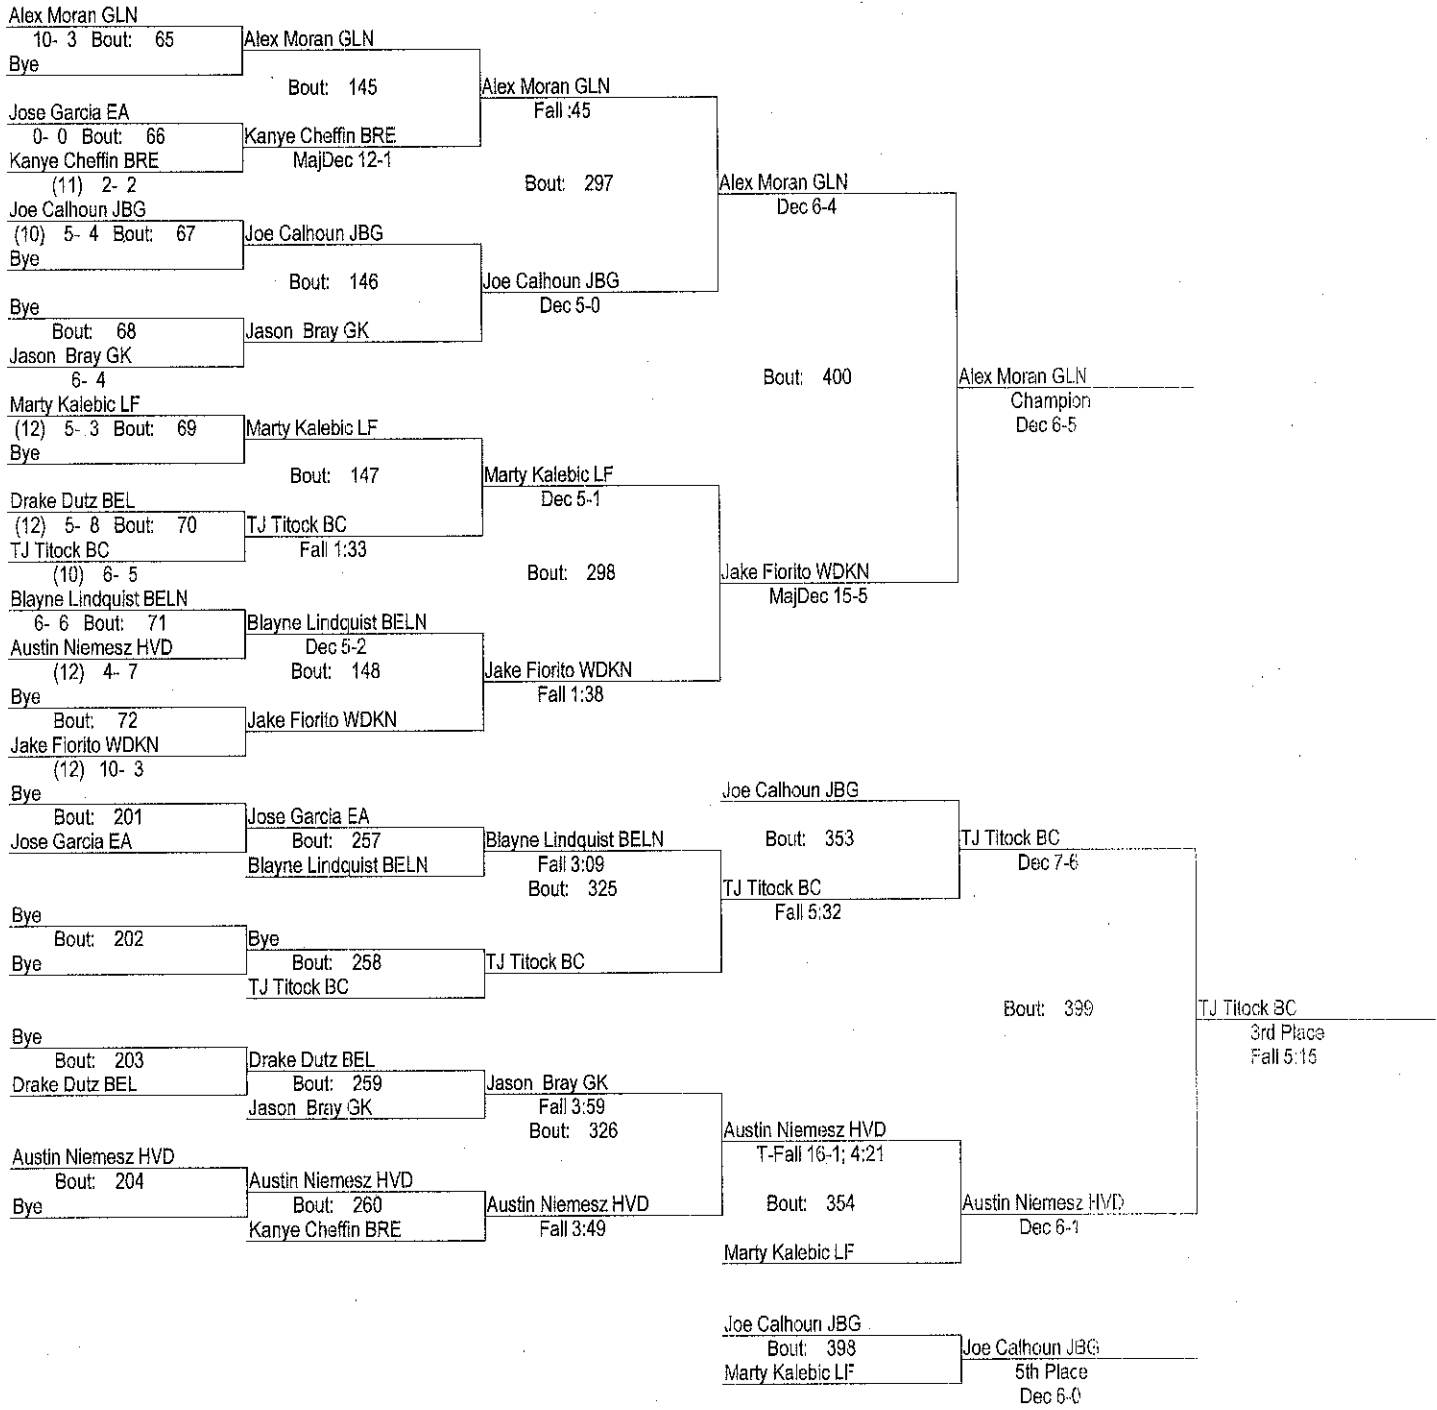 Alex Moran GLN
10- 3 Bout: 65
Bye
Alex Moran GLN
Bout: 145
Alex Moran GLN
Fall :45
Jose Garcia EA
0- 0 Bout: 66
Kanye Cheffin BRE
(11) 2- 2
Kanye Cheffin BRE
MajDec 12-1
Bout: 297
Alex Moran GLN
Dec 6-4
Joe Calhoun JBG
(10) 5- 4 Bout: 67
Bye
Joe Calhoun JBG
Bout: 146
Joe Calhoun JBG
Dec 5-0
Bye
Bout: 68
Jason Bray GK
6- 4
Jason Bray GK
Bout: 400
Alex Moran GLN
Champion
Dec 6-5
Marty Kalebic LF
(12) 5- 3 Bout: 69
Bye
Marty Kalebic LF
Bout: 147
Marty Kalebic LF
Dec 5-1
Drake Dutz BEL
(12) 5- 8 Bout: 70
TJ Titock BC
(10) 6- 5
TJ Titock BC
Fall 1:33
Bout: 298
Jake Fiorito WDKN
MajDec 15-5
Blayne Lindquist BELN
6- 6 Bout: 71
Austin Niemesz HVD
(12) 4- 7
Blayne Lindquist BELN
Dec 5-2
Bout: 148
Jake Fiorito WDKN
Fall 1:38
Bye
Bout: 72
Jake Fiorito WDKN
(12) 10- 3
Jake Fiorito WDKN
Bye
Bout: 201
Jose Garcia EA
Jose Garcia EA
Bout: 257
Blayne Lindquist BELN
Blayne Lindquist BELN
Fall 3:09
Bout: 325
Joe Calhoun JBG
Bout: 353
TJ Titock BC
Fall 5:32
TJ Titock BC
Dec 7-6
Bye
Bout: 202
Bye
Bye
Bout: 258
TJ Titock BC
TJ Titock BC
Bout: 399
TJ Titock BC
3rd Place
Fall 5:15
Bye
Bout: 203
Drake Dutz BEL
Drake Dutz BEL
Bout: 259
Jason Bray GK
Jason Bray GK
Fall 3:59
Bout: 326
Austin Niemesz HVD
T-Fall 16-1; 4:21
Austin Niemesz HVD
Bout: 204
Bye
Austin Niemesz HVD
Bout: 260
Kanye Cheffin BRE
Austin Niemesz HVD
Fall 3:49
Bout: 354
Marty Kalebic LF
Austin Niemesz HVD
Dec 6-1
Joe Calhoun JBG
Bout: 398
Marty Kalebic LF
Joe Calhoun JBG
5th Place
Dec 6-0